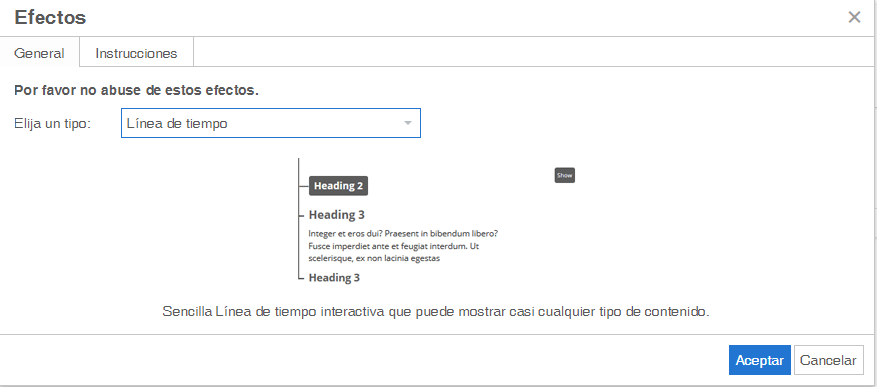 Efectos
General Instrucciones
Por favor no abuse de estos efectos.
Elija un tipo: Línea de tiempo
Heading 2
Show
Heading 3
Integer et eros dui? Praesent in bibendum libero?
Fusce imperdiet ante et feugiat interdum. Ut
scelerisque, ex non lacinia egestas
Heading 3
Sencilla Línea de tiempo interactiva que puede mostrar casi cualquier tipo de contenido.
Aceptar Cancelar